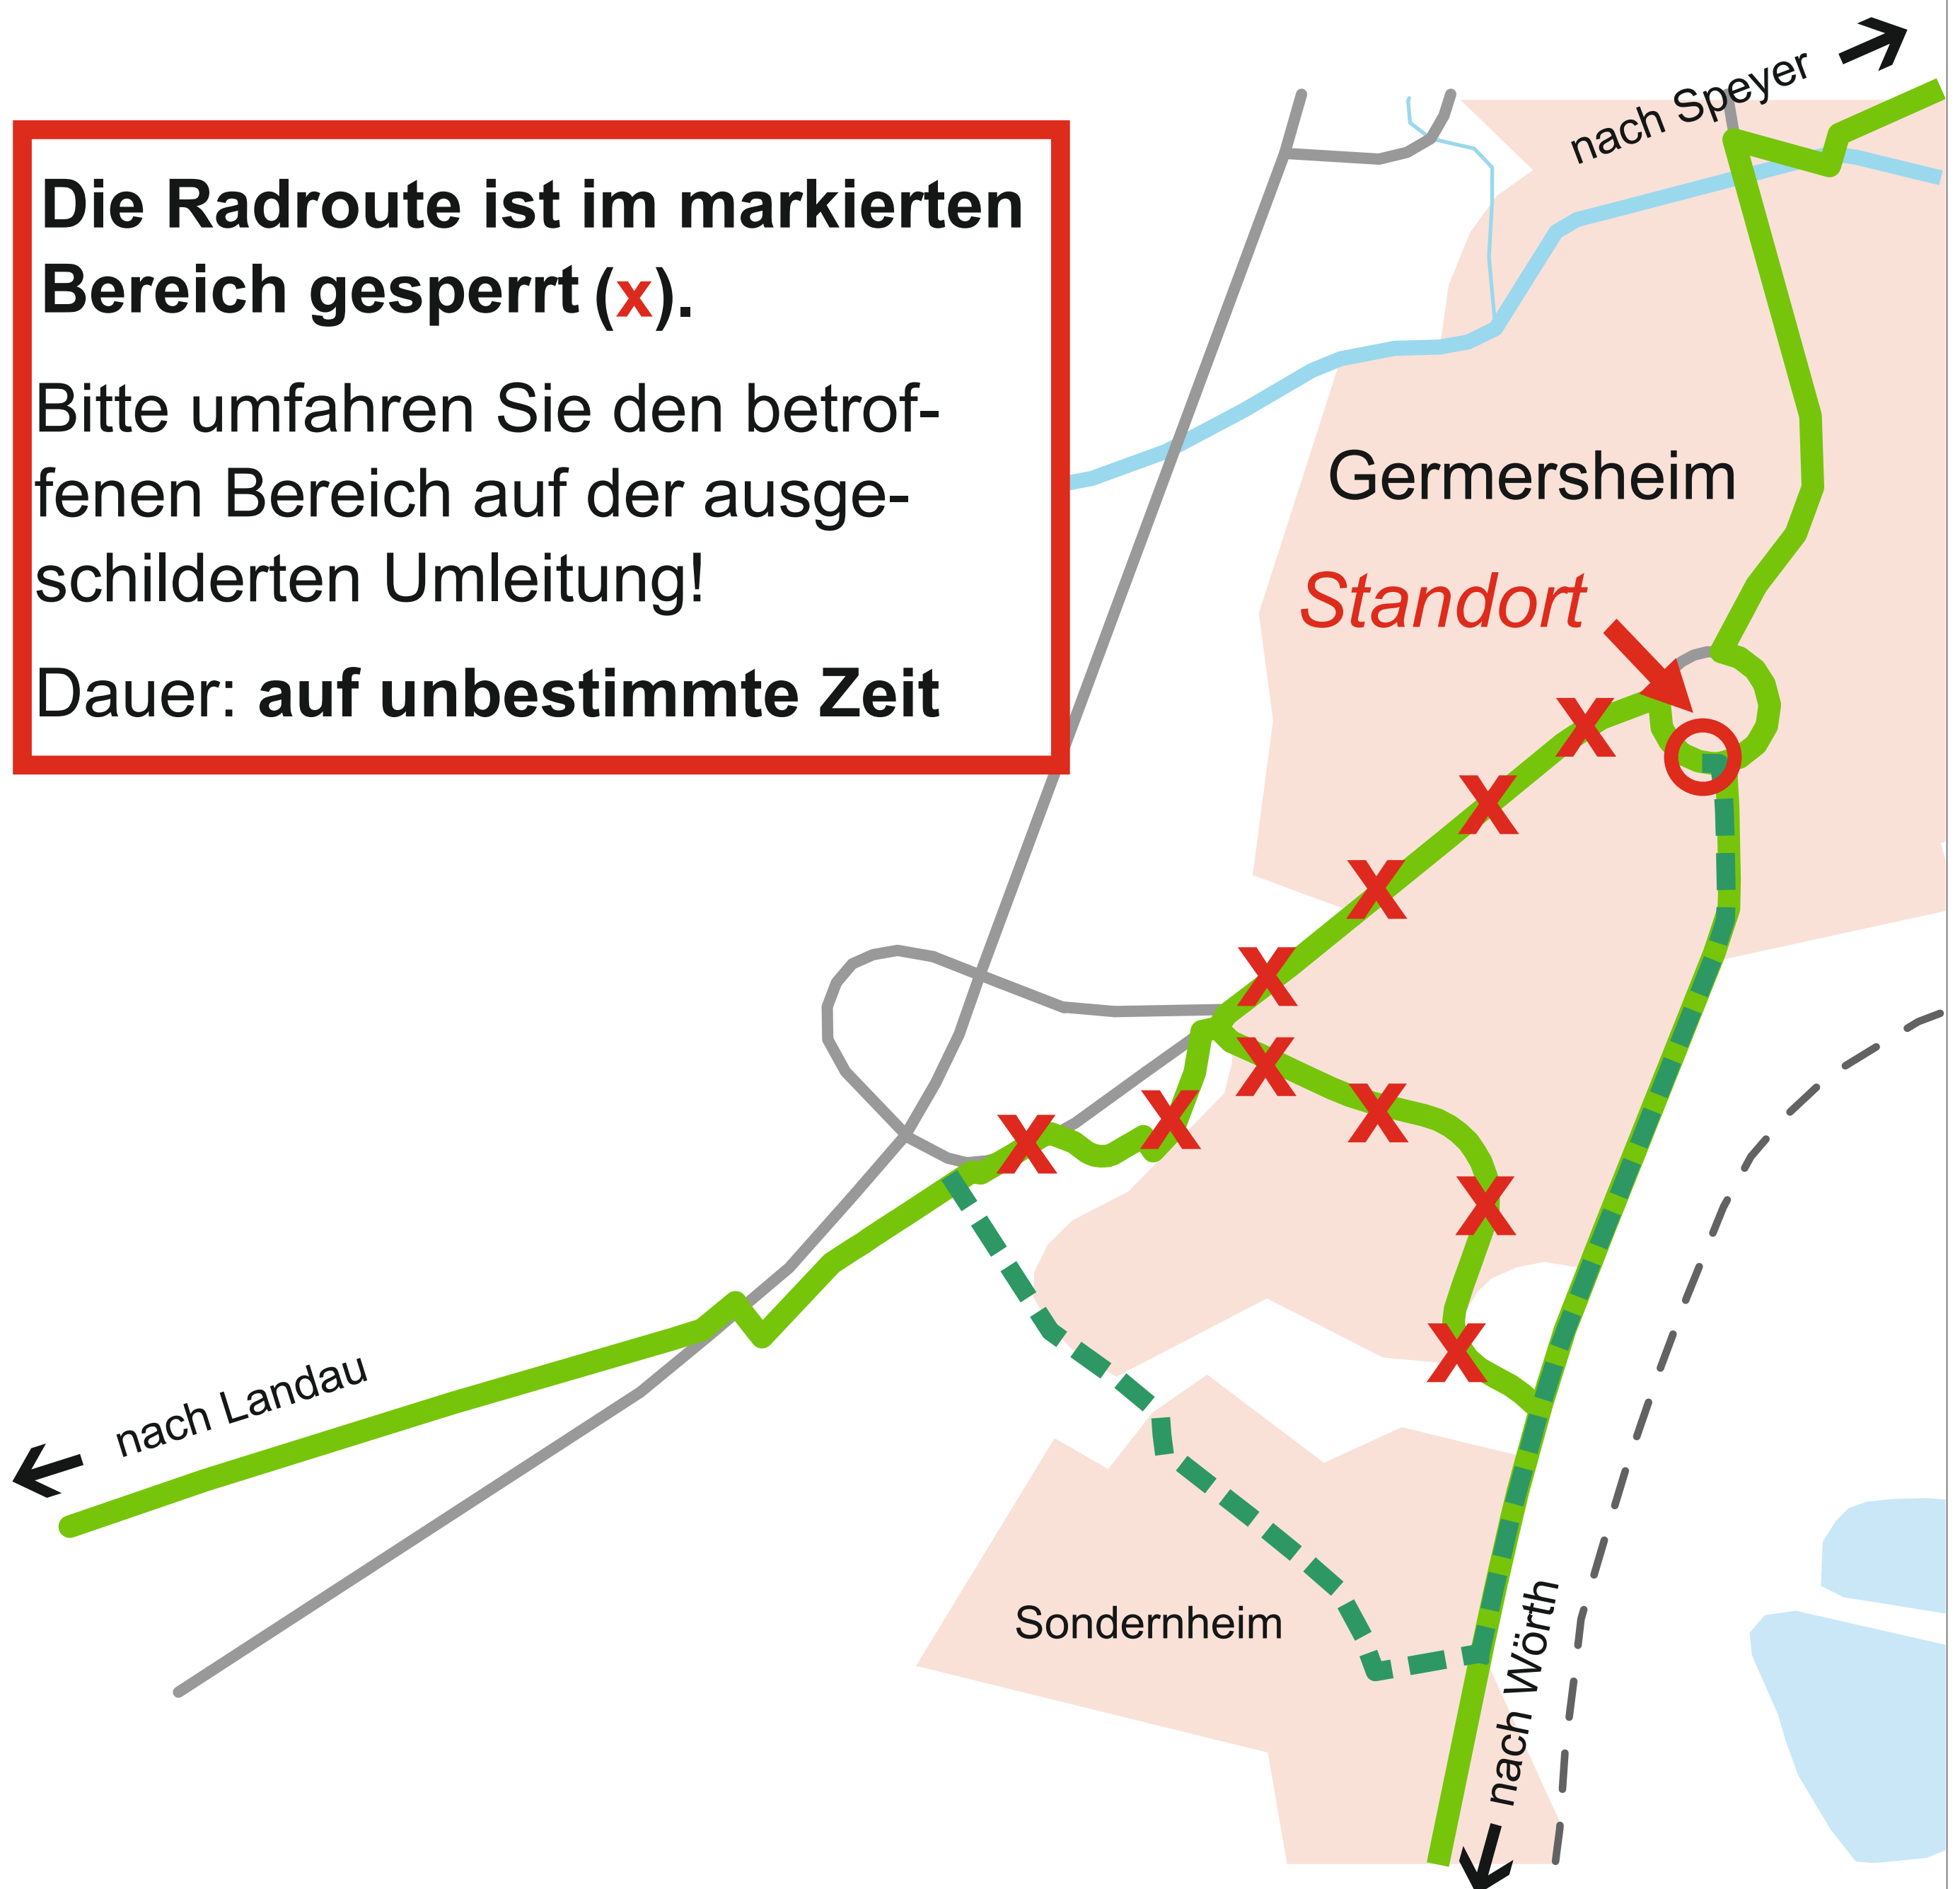 nach Speyer
Die Radroute ist im markierten
Bereich gesperrt (x).
Bitte umfahren Sie den betrof-
fenen Bereich auf der ausge-
schilderten Umleitung!
Dauer: auf unbestimmte Zeit
Germersheim
Standort
X
X
X
X
X
X
X
X
X
X
nach Landau
Sondernheim
nach Wörth